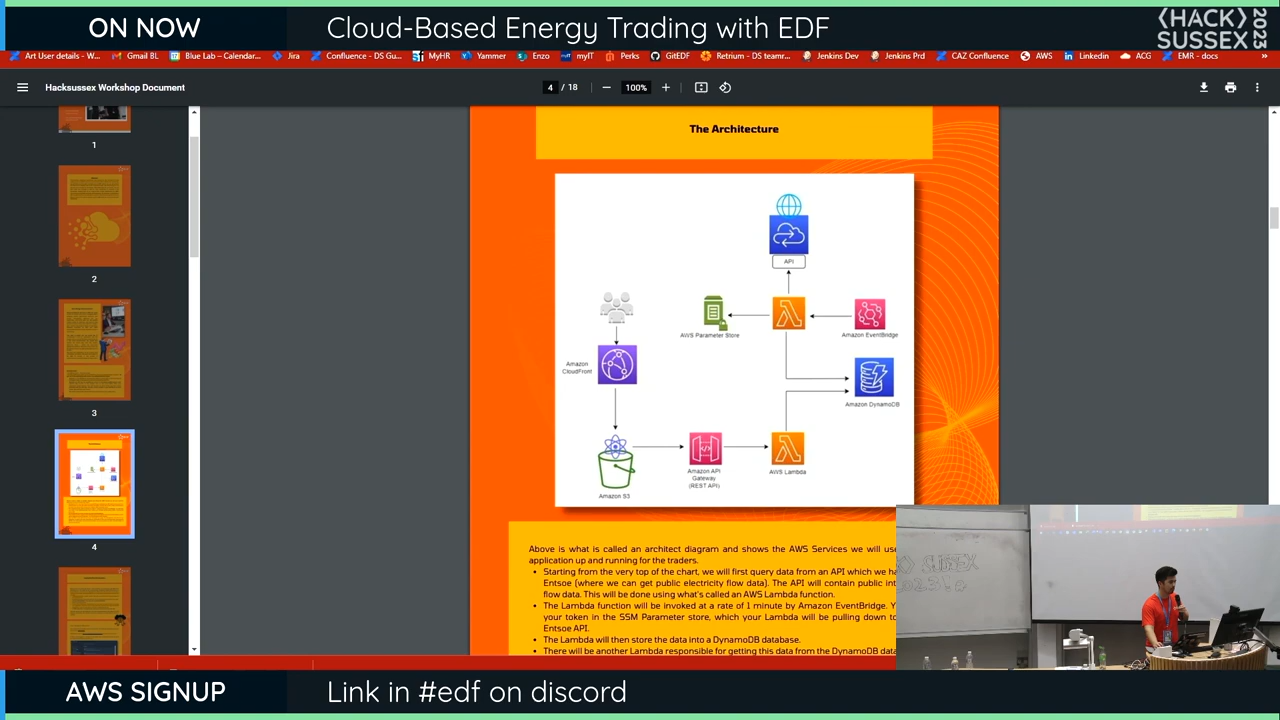 ON NOW
Cloud-Based Energy Trading with EDF
⟨HACK⟩
SUSSEX
2023
Art User details - W...
Gmail BL
Blue Lab – Calendar...
Jira
Confluence - DS Gu...
MyHR
Yammer
Enzo
myIT
Perks
GitEDF
Retrium - DS teamr...
Jenkins Dev
Jenkins Prd
CAZ Confluence
AWS
Linkedin
ACG
EMR - docs
»
Hacksussex Workshop Document
4 / 18
100%
1
2
3
4
The Architecture
API
AWS Parameter Store
Amazon EventBridge
Amazon
CloudFront
Amazon DynamoDB
Amazon S3
Amazon API
Gateway
(REST API)
AWS Lambda
Above is what is called an architect diagram and shows the AWS Services we will use
application up and running for the traders.
• Starting from the very top of the chart, we will first query data from an API which we ha
Entsoe (where we can get public electricity flow data). The API will contain public int
flow data. This will be done using what's called an AWS Lambda function.
• The Lambda function will be invoked at a rate of 1 minute by Amazon EventBridge. Y
your token in the SSM Parameter store, which your Lambda will be pulling down to
Entsoe API.
• The Lambda will then store the data into a DynamoDB database.
• There will be another Lambda responsible for getting this data from the DynamoDB data
SUSSEX
AWS SIGNUP
Link in #edf on discord